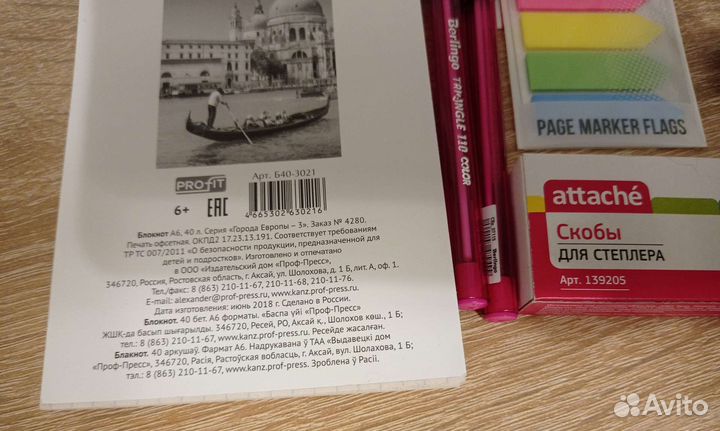 Арт. Б40-3021
PROFIT
6+
EAC
4 665302 630216
Блокнот А6, 40 л. Серия «Города Европы – 3». Заказ № 4280.
Печать офсетная. ОКПД2 17.23.13.191. Соответствует требованиям
ТР ТС 007/2011 «О безопасности продукции, предназначенной для
детей и подростков». Изготовлено и отпечатано
в ООО «Издательский дом «Проф-Пресс»,
346720, Россия, Ростовская область, г. Аксай, ул. Шолохова, д. 1 Б, лит. А, оф. 1.
Тел./факс: 8 (863) 210-11-67, 210-11-68, 210-11-76.
E-mail: alexander@prof-press.ru, www.kanz.prof-press.ru
Дата изготовления: июнь 2018 г. Сделано в России.
Блокнот. 40 бет. А6 форматы. «Баспа үйі «Проф-Пресс»
ЖШҚ-да басып шығарылды. 346720, Ресей, РО, Аксай к., Шолохов көш., 1 Б;
тел.: 8 (863) 210-11-67, www.kanz.prof-press.ru. Ресейде жасалған.
Блакнот. 40 аркушаў. Фармат А6. Надрукавана ў ТАА «Выдавецкі дом
«Проф-Пресс», 346720, Расія, Растоўская вобласць, г. Аксай, вул. Шолахава, 1 Б;
тэл.: 8 (863) 210-11-67, www.kanz.prof-press.ru. Зроблена ў Расіі.
Berlingo TRIANGLE 110 COLOR
Berlingo
PAGE MARKER FLAGS
attaché
Скобы
ДЛЯ СТЕПЛЕРА
Арт. 139205
Avito